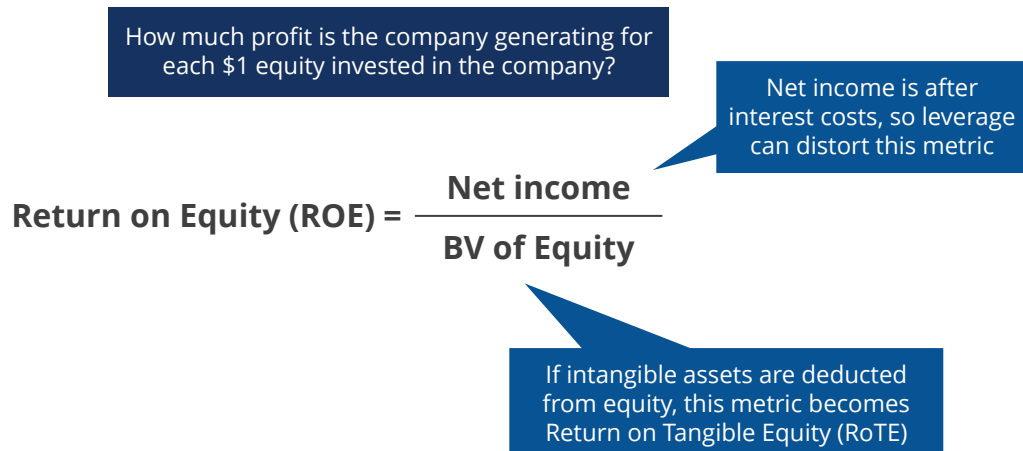 How much profit is the company generating for
each $1 equity invested in the company?
Net income is after
interest costs, so leverage
can distort this metric
Return on Equity (ROE) =
Net income
BV of Equity
If intangible assets are deducted
from equity, this metric becomes
Return on Tangible Equity (RoTE)